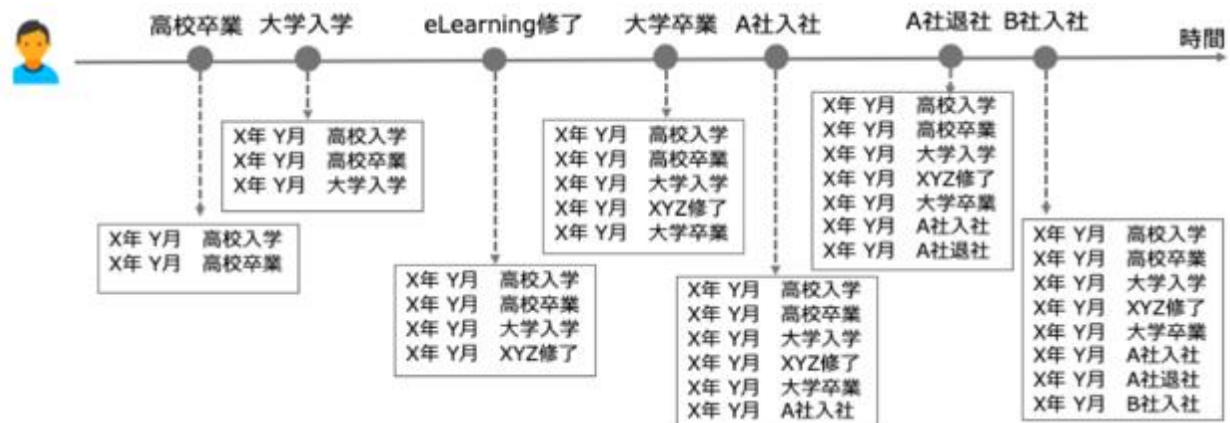 高校卒業
大学入学
eLearning修了
大学卒業
A社入社
A社退社
B社入社
時間
X年 Y月 高校入学
X年 Y月 高校卒業
X年 Y月 高校入学
X年 Y月 高校卒業
X年 Y月 大学入学
X年 Y月 高校入学
X年 Y月 高校卒業
X年 Y月 大学入学
X年 Y月 XYZ修了
X年 Y月 高校入学
X年 Y月 高校卒業
X年 Y月 大学入学
X年 Y月 XYZ修了
X年 Y月 大学卒業
X年 Y月 高校入学
X年 Y月 高校卒業
X年 Y月 大学入学
X年 Y月 XYZ修了
X年 Y月 大学卒業
X年 Y月 A社入社
X年 Y月 高校入学
X年 Y月 高校卒業
X年 Y月 大学入学
X年 Y月 XYZ修了
X年 Y月 大学卒業
X年 Y月 A社入社
X年 Y月 A社退社
X年 Y月 高校入学
X年 Y月 高校卒業
X年 Y月 大学入学
X年 Y月 XYZ修了
X年 Y月 大学卒業
X年 Y月 A社入社
X年 Y月 A社退社
X年 Y月 B社入社